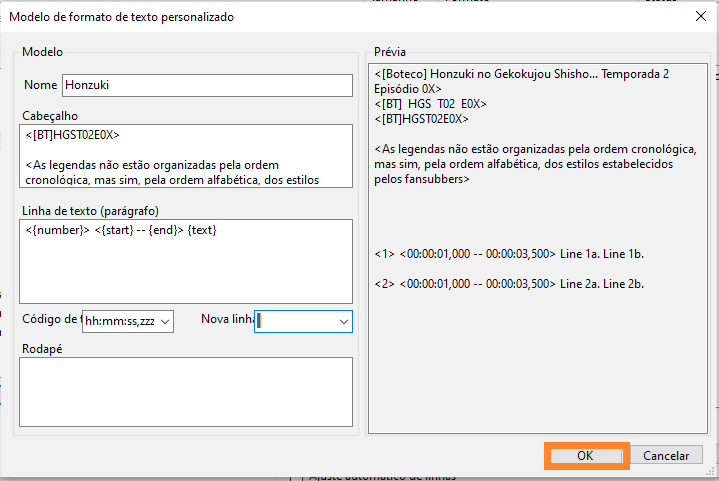 Modelo de formato de texto personalizado
Modelo
Nome
Honzuki
Cabeçalho
<[BT]HGST02E0X>
<As legendas não estão organizadas pela ordem
cronológica, mas sim, pela ordem alfabética, dos estilos
Linha de texto (parágrafo)
<{number}> <{start} -- {end}> {text}
Código de
hh:mm:ss,zzz
Nova linha
Rodapé
Prévia
<[Boteco] Honzuki no Gekokujou Shisho... Temporada 2
Episódio 0X>
<[BT] HGS T02 E0X>
<[BT]HGST02E0X>
<As legendas não estão organizadas pela ordem cronológica,
mas sim, pela ordem alfabética, dos estilos estabelecidos
pelos fansubbers>
<1> <00:00:01,000 -- 00:00:03,500> Line 1a. Line 1b.
<2> <00:00:01,000 -- 00:00:03,500> Line 2a. Line 2b.
OK
Cancelar
Ajuste automático de linhas